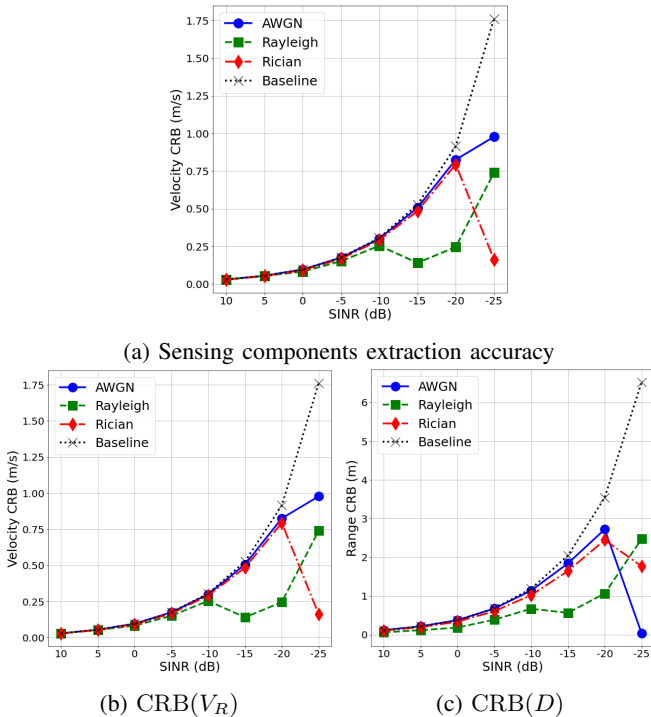 AWGN
Rayleigh
Rician
Baseline
1.75
1.50
1.25
1.00
0.75
0.50
0.25
0.00
Velocity CRB (m/s)
10 5 0 -5 -10 -15 -20 -25
SINR (dB)
(a) Sensing components extraction accuracy
AWGN
Rayleigh
Rician
Baseline
1.75
1.50
1.25
1.00
0.75
0.50
0.25
0.00
Velocity CRB (m/s)
10 5 0 -5 -10 -15 -20 -25
SINR (dB)
(b) CRB(V_R)
AWGN
Rayleigh
Rician
Baseline
6
5
4
3
2
1
0
Range CRB (m)
10 5 0 -5 -10 -15 -20 -25
SINR (dB)
(c) CRB(D)